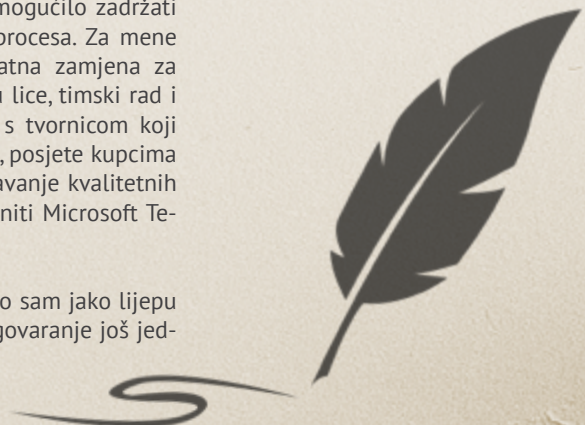 mogućilo zadržati
procesa. Za mene
atna zamjena za
u lice, timski rad i
s tvornicom koji
, posjete kupcima
avanje kvalitetnih
niti Microsoft Te-
o sam jako lijepu
govaranje još jed-